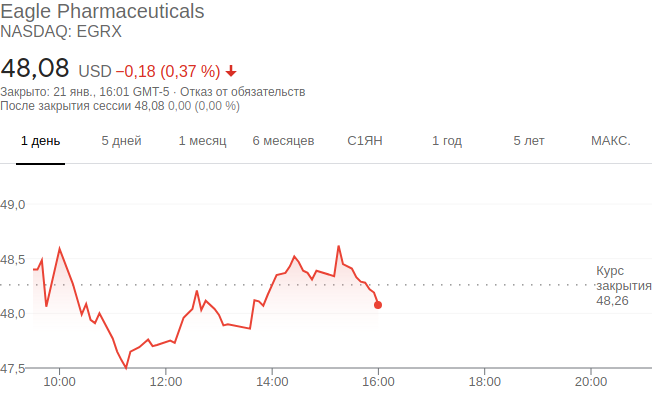 Eagle Pharmaceuticals
NASDAQ: EGRX
48,08 USD −0,18 (0,37 %)
Закрыто: 21 янв., 16:01 GMT-5 · Отказ от обязательств
После закрытия сессии 48,08 0,00 (0,00 %)
1 день 5 дней 1 месяц 6 месяцев С1ЯН 1 год 5 лет МАКС.
49,0
48,5
Курс
закрытия
48,26
48,0
47,5
10:00 12:00 14:00 16:00 18:00 20:00